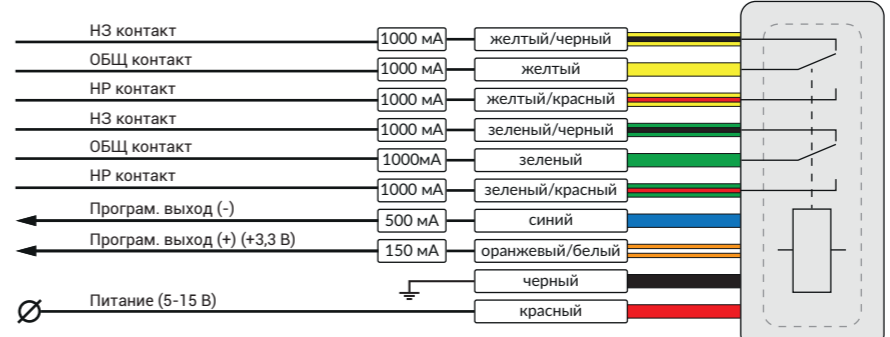 НЗ контакт 1000 мА желтый/черный
ОБЩ контакт 1000 мА желтый
НР контакт 1000 мА желтый/красный
НЗ контакт 1000 мА зеленый/черный
ОБЩ контакт 1000мА зеленый
НР контакт 1000 мА зеленый/красный
Програм. выход (-) 500 мА синий
Програм. выход (+) (+3,3 В) 150 мА оранжевый/белый
черный
Питание (5-15 В) красный